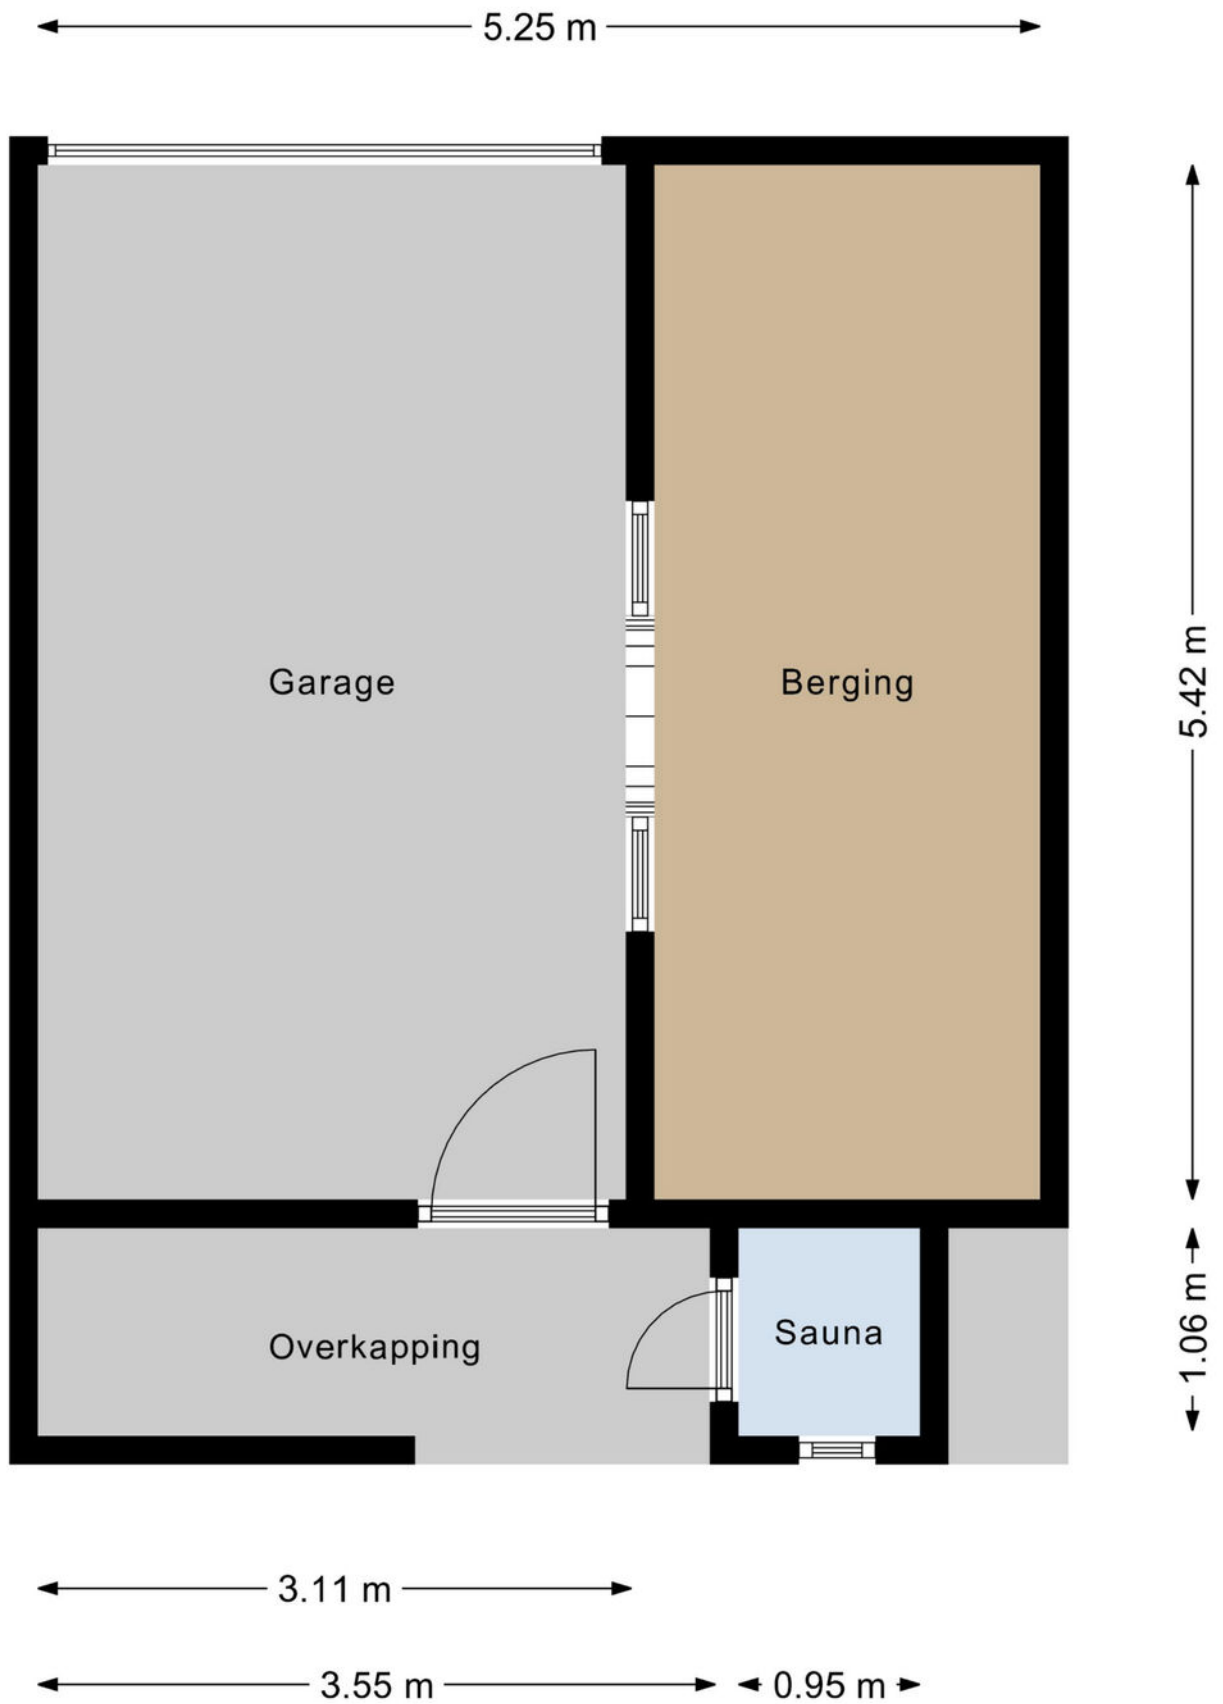 5.25 m
Garage
Berging
5.42 m
Overkapping
Sauna
1.06 m
3.11 m
3.55 m
0.95 m